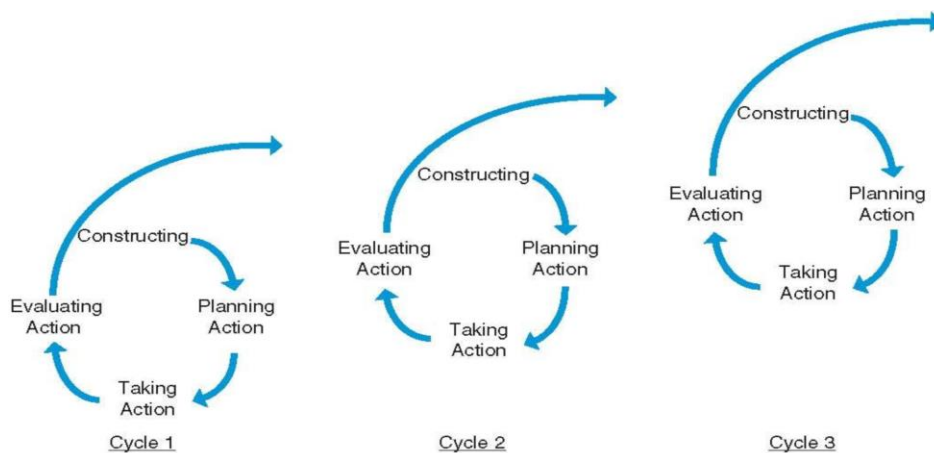 Constructing
Planning
Action
Taking
Action
Evaluating
Action
Cycle 1
Constructing
Planning
Action
Taking
Action
Evaluating
Action
Cycle 2
Constructing
Planning
Action
Taking
Action
Evaluating
Action
Cycle 3